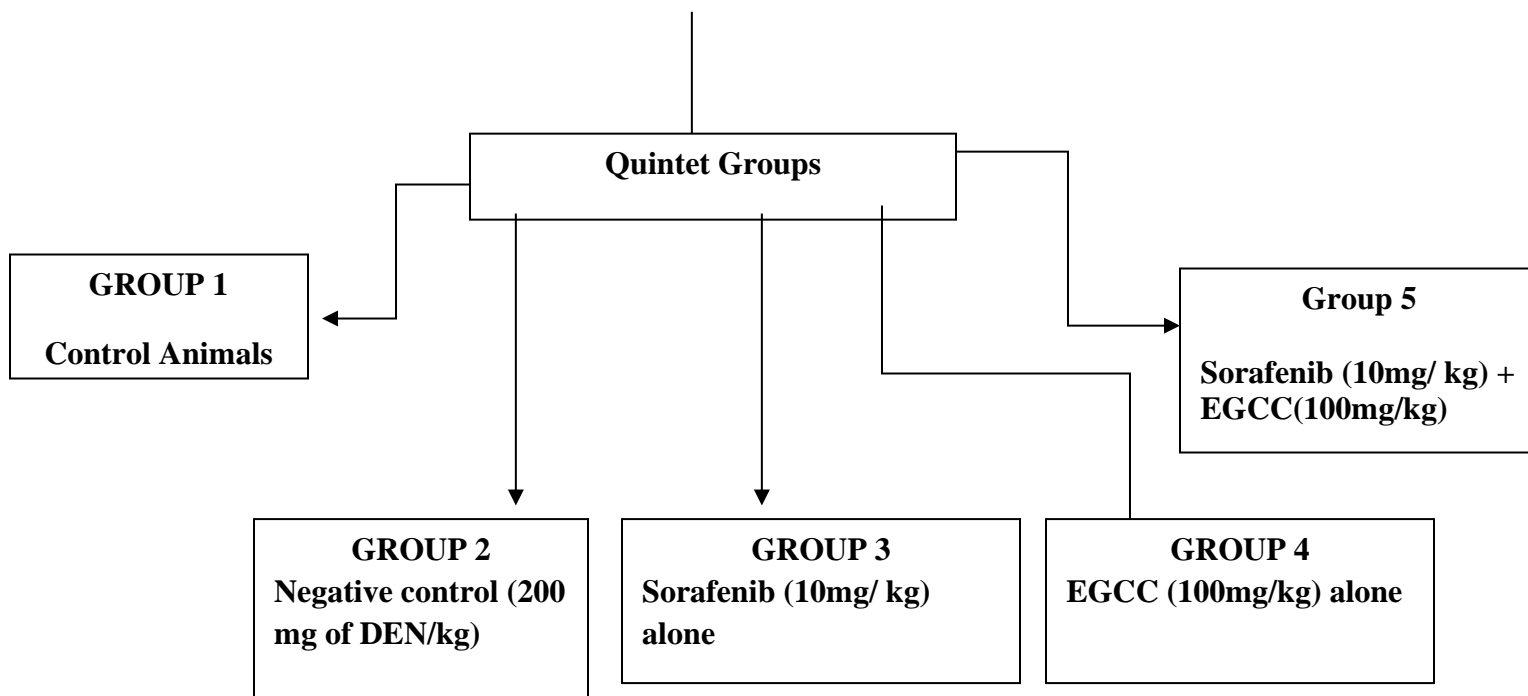 Quintet Groups
GROUP 1
Control Animals
Group 5
Sorafenib (10mg/ kg) +
EGCC(100mg/kg)
GROUP 2
Negative control (200
mg of DEN/kg)
GROUP 3
Sorafenib (10mg/ kg)
alone
GROUP 4
EGCC (100mg/kg) alone